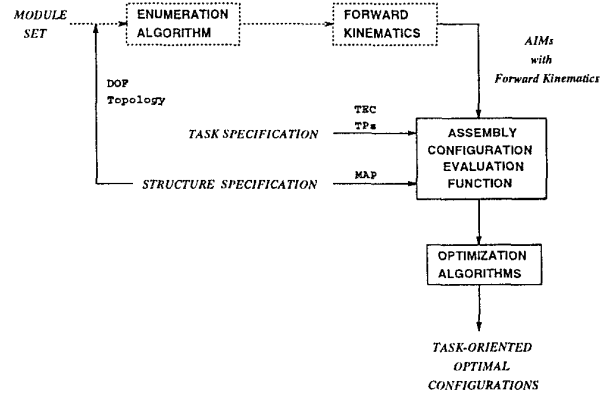 MODULE
SET
ENUMERATION
ALGORITHM
FORWARD
KINEMATICS
AIMs
with
Forward Kinematics
DOF
Topology
TASK SPECIFICATION
TEC
TPs
STRUCTURE SPECIFICATION
MAP
ASSEMBLY
CONFIGURATION
EVALUATION
FUNCTION
OPTIMIZATION
ALGORITHMS
TASK-ORIENTED
OPTIMAL
CONFIGURATIONS